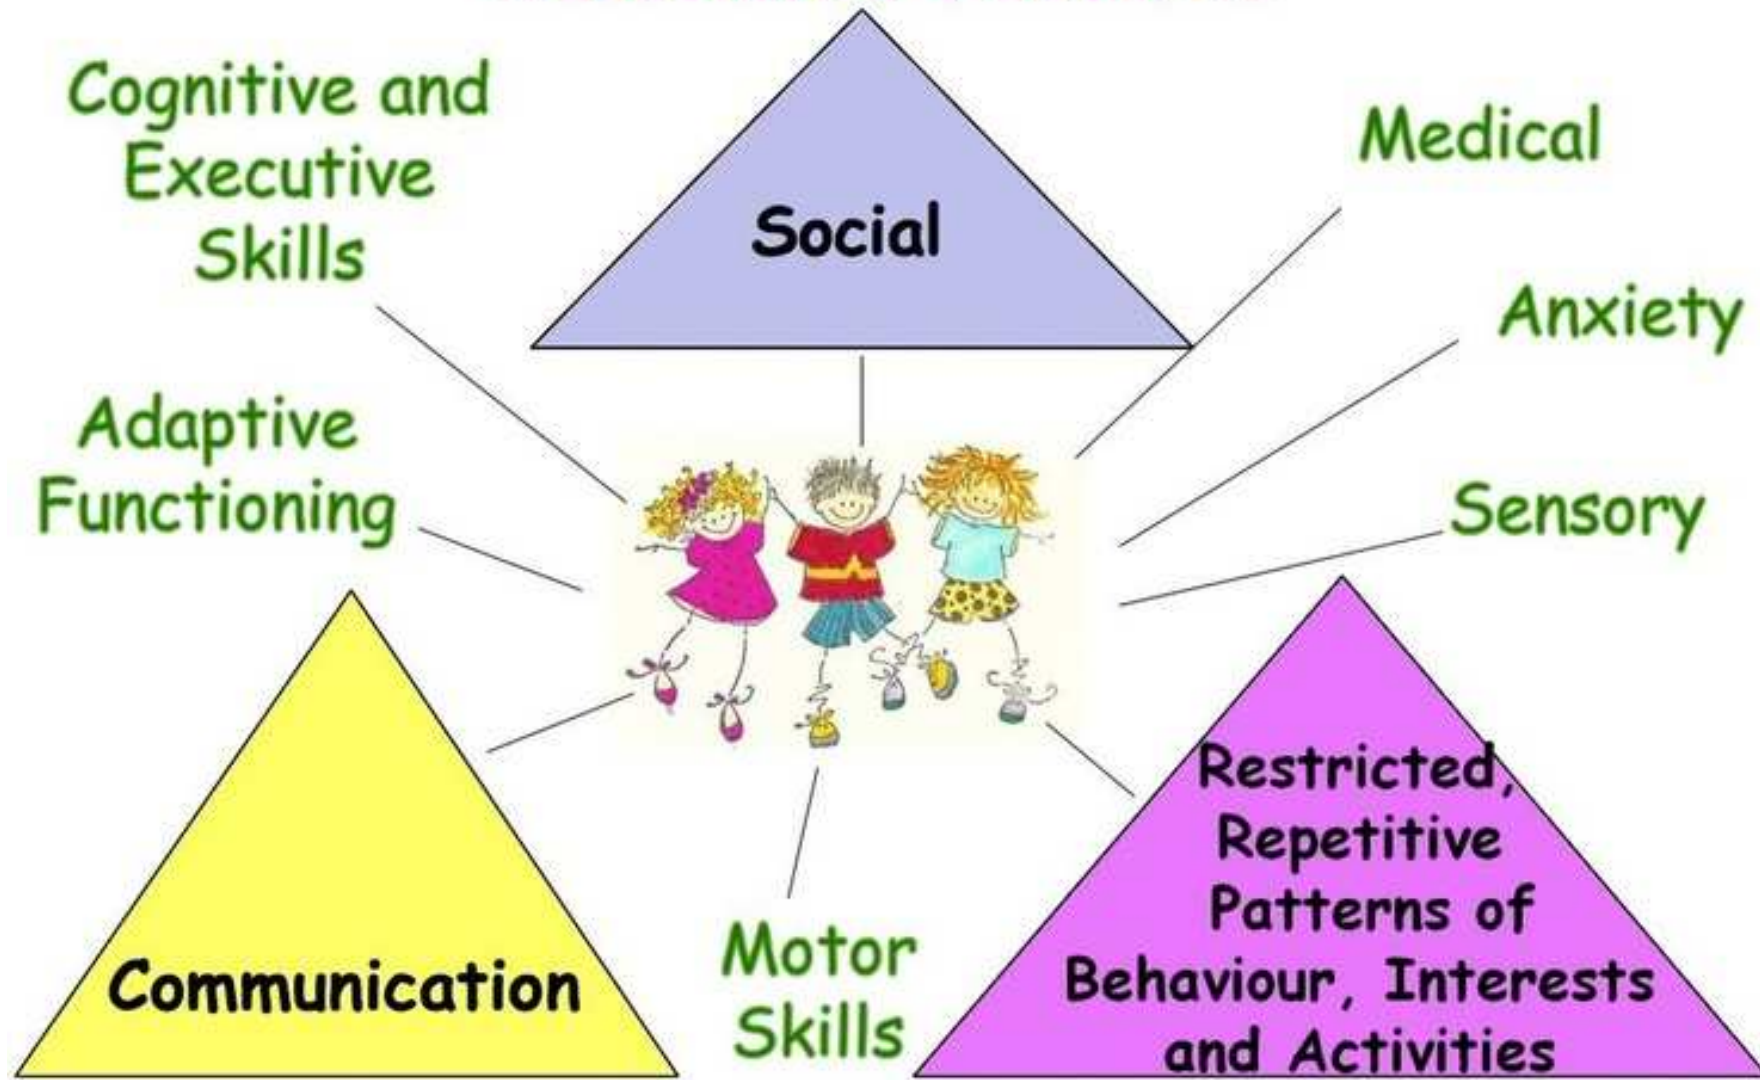 Cognitive and
Executive
Skills
Social
Medical
Anxiety
Adaptive
Functioning
Sensory
Communication
Motor
Skills
Restricted,
Repetitive
Patterns of
Behaviour, Interests
and Activities